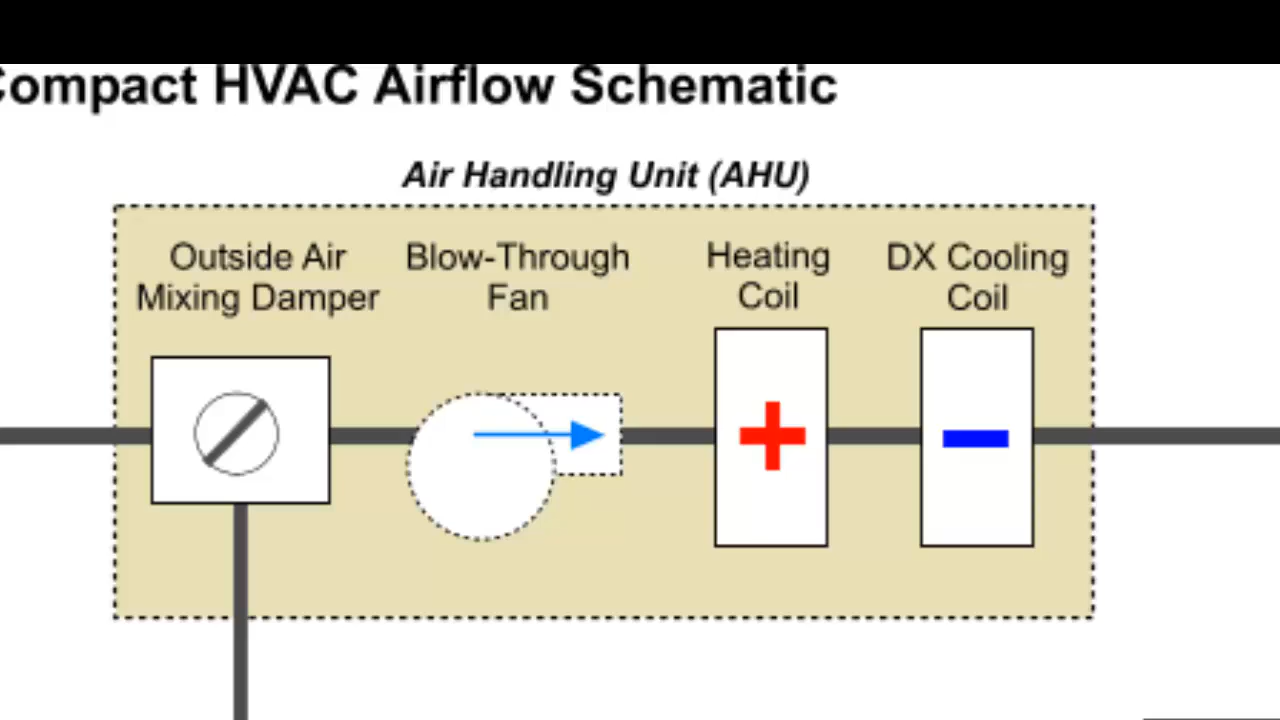 Compact HVAC Airflow Schematic
Air Handling Unit (AHU)
Outside Air
Mixing Damper
Blow-Through
Fan
Heating
Coil
DX Cooling
Coil